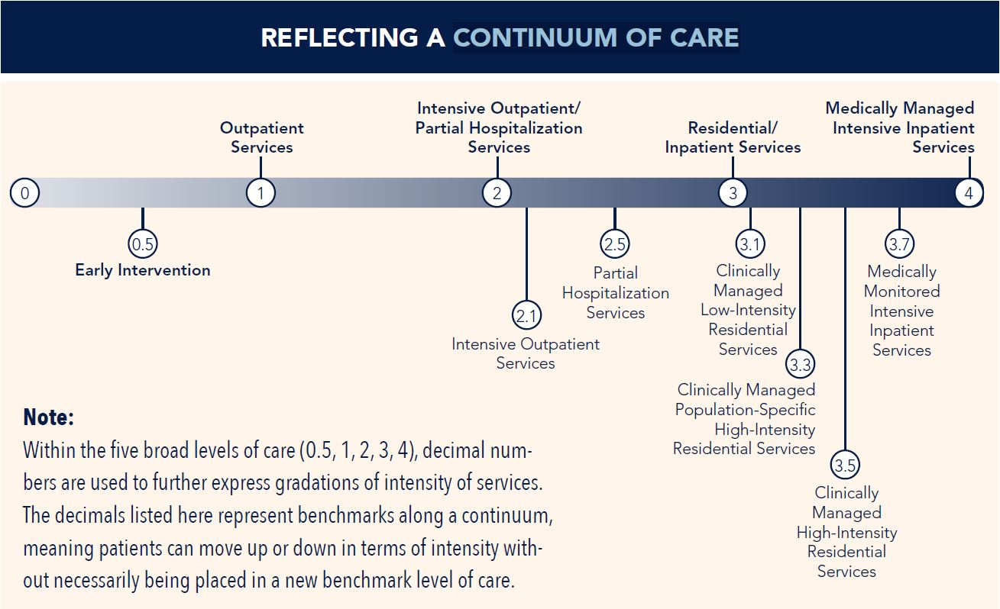 REFLECTING A CONTINUUM OF CARE
Outpatient
Services
Intensive Outpatient/
Partial Hospitalization
Services
Residential/
Inpatient Services
Medically Managed
Intensive Inpatient
Services
0
1
2
3
4
0.5
Early Intervention
2.1
Intensive Outpatient
Services
2.5
Partial
Hospitalization
Services
3.1
Clinically
Managed
Low-Intensity
Residential
Services
3.3
Clinically Managed
Population-Specific
High-Intensity
Residential Services
3.5
Clinically
Managed
High-Intensity
Residential
Services
3.7
Medically
Monitored
Intensive
Inpatient
Services
Note:
Within the five broad levels of care (0.5, 1, 2, 3, 4), decimal num-
bers are used to further express gradations of intensity of services.
The decimals listed here represent benchmarks along a continuum,
meaning patients can move up or down in terms of intensity with-
out necessarily being placed in a new benchmark level of care.